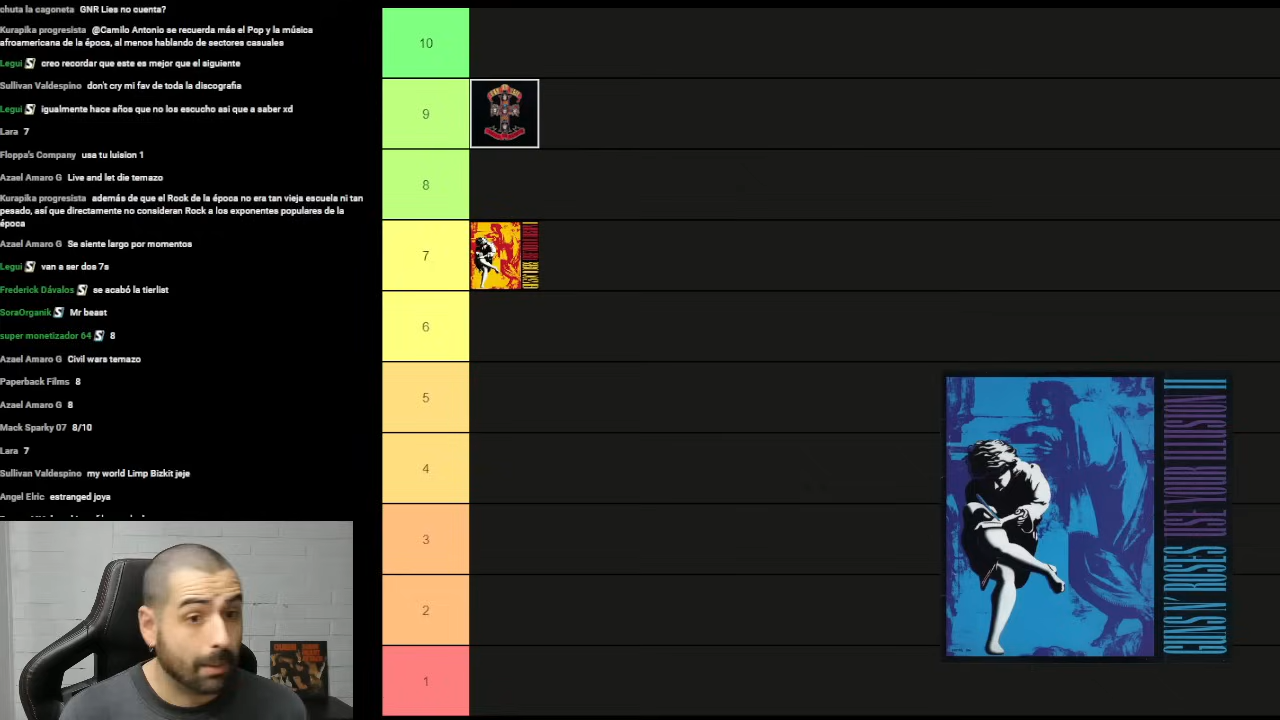 chuta la cagoneta GNR Lies no cuenta?
Kurapika progresista @Camilo Antonio se recuerda más el Pop y la música
afroamericana de la época, al menos hablando de sectores casuales
Legui creo recordar que este es mejor que el siguiente
Sullivan Valdespino don't cry mi fav de toda la discografia
Legui igualmente hace años que no los escucho asi que a saber xd
Lara 7
Floppa's Company usa tu luision 1
Azael Amaro G Live and let die temazo
Kurapika progresista además de que el Rock de la época no era tan vieja escuela ni tan
pesado, así que directamente no consideran Rock a los exponentes populares de la
época
Azael Amaro G Se siente largo por momentos
Legui van a ser dos 7s
Frederick Dávalos se acabó la tierlist
SoraOrganik Mr beast
super monetizador 64 8
Azael Amaro G Civil wars temazo
Paperback Films 8
Azael Amaro G 8
Mack Sparky 07 8/10
Lara 7
Sullivan Valdespino my world Limp Bizkit jeje
Angel Elric estranged joya
10
9
8
7
6
5
4
3
2
1
GUNS N' ROSES USE YOUR ILLUSION II